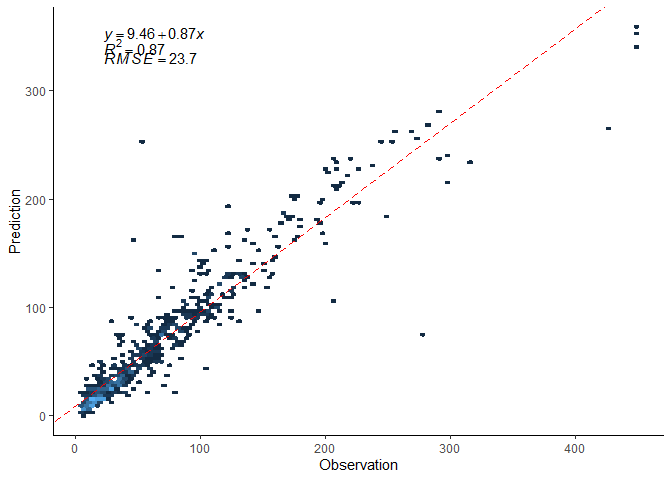 y = 9.46 + 0.87x
R² = 0.87
RMSE = 23.7
Prediction
300
200
100
0
0 100 200 300 400
Observation